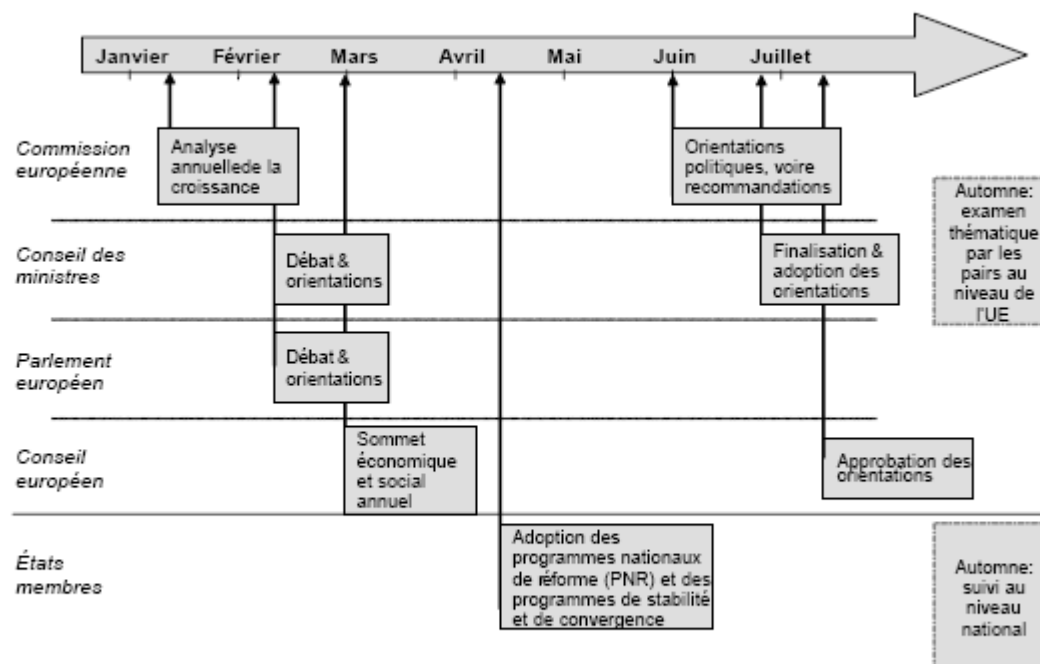 Janvier Février Mars Avril Mai Juin Juillet
Commission
européenne
Analyse
annuellede la
croissance
Orientations
politiques, voire
recommandations
Automne:
examen
thématique
par les
pairs au
niveau de
l'UE
Conseil des
ministres
Débat &
orientations
Finalisation &
adoption des
orientations
Parlement
européen
Débat &
orientations
Conseil
européen
Sommet
économique
et social
annuel
Approbation des
orientations
États
membres
Adoption des
programmes nationaux
de réforme (PNR) et des
programmes de stabilité
et de convergence
Automne:
suivi au
niveau
national